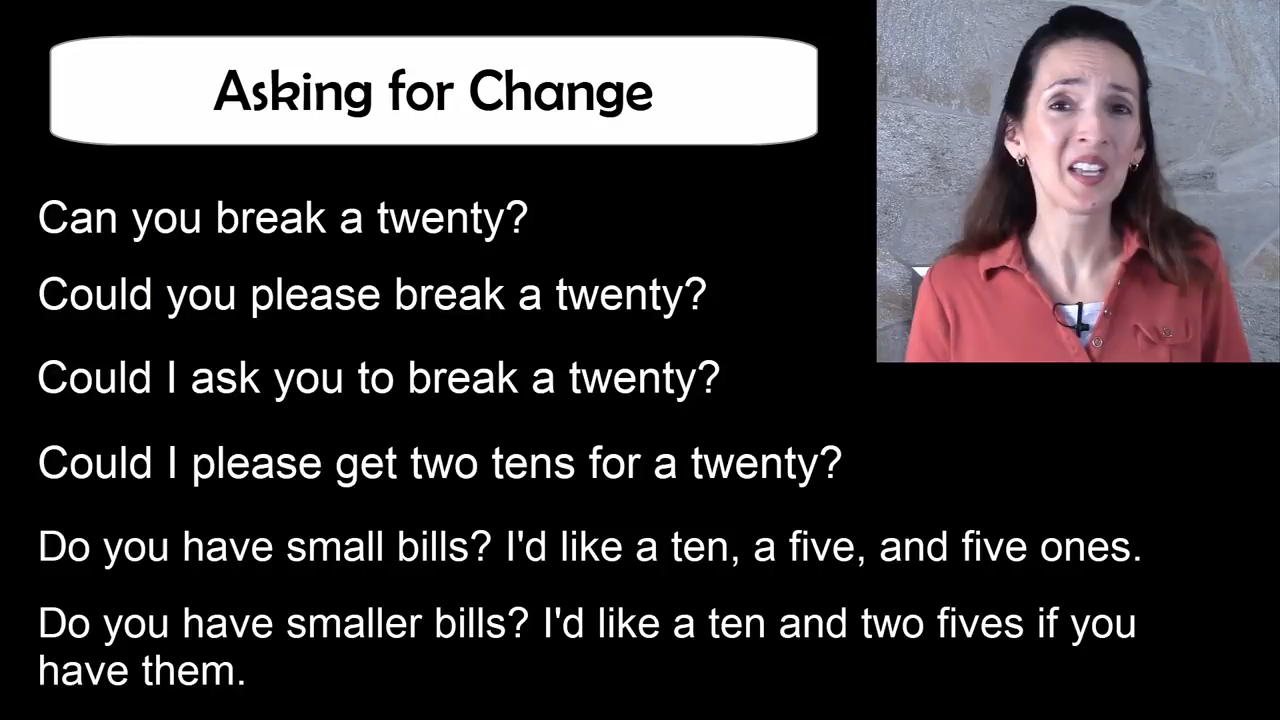 Asking for Change
Can you break a twenty?
Could you please break a twenty?
Could I ask you to break a twenty?
Could I please get two tens for a twenty?
Do you have small bills? I'd like a ten, a five, and five ones.
Do you have smaller bills? I'd like a ten and two fives if you
have them.